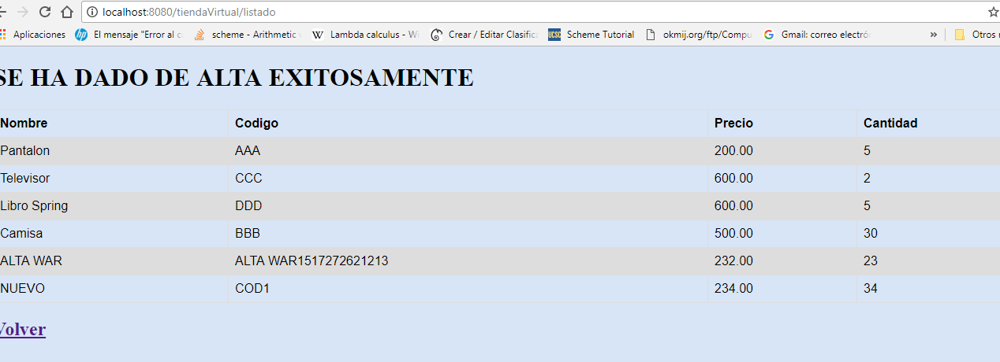 localhost:8080/tiendaVirtual/listado
Aplicaciones El mensaje "Error al c scheme - Arithmetic Lambda calculus - Wi Crear / Editar Clasifica UCSC Scheme Tutorial okmij.org/ftp/Compu Gmail: correo electró » Otros
SE HA DADO DE ALTA EXITOSAMENTE
Nombre Codigo Precio Cantidad
Pantalon AAA 200.00 5
Televisor CCC 600.00 2
Libro Spring DDD 600.00 5
Camisa BBB 500.00 30
ALTA WAR ALTA WAR1517272621213 232.00 23
NUEVO COD1 234.00 34
Volver